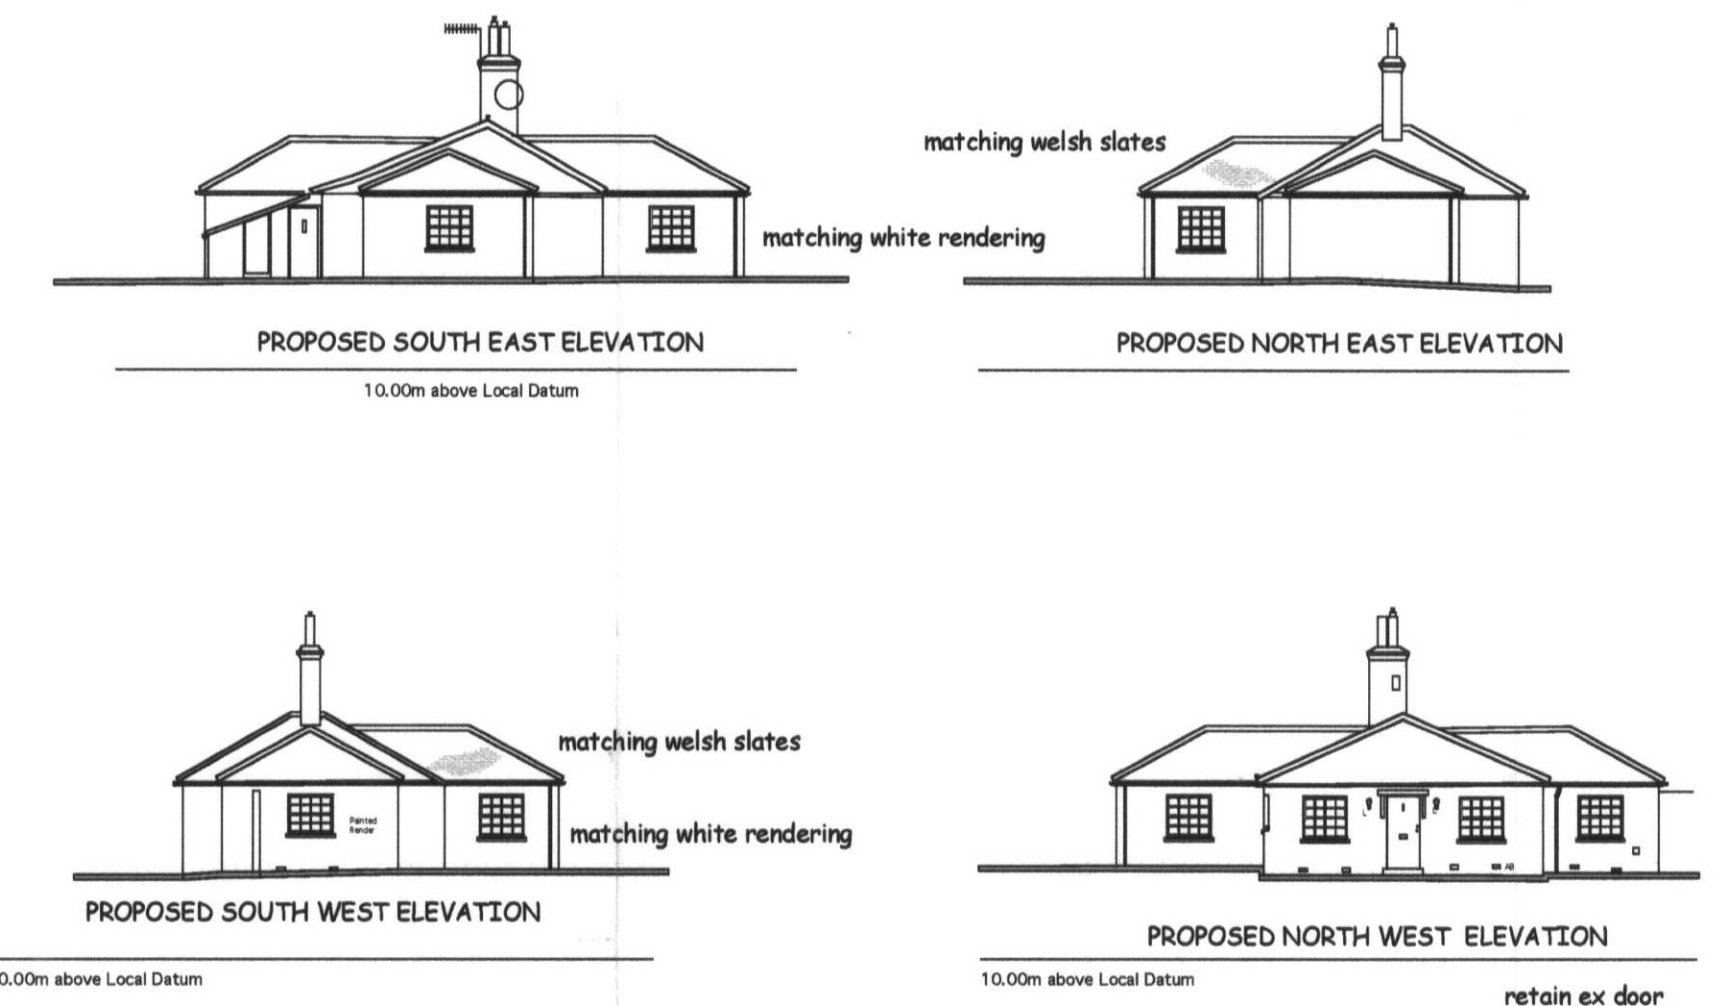 matching welsh slates
matching white rendering
PROPOSED SOUTH EAST ELEVATION
PROPOSED NORTH EAST ELEVATION
10.00m above Local Datum
matching welsh slates
Painted
Render
matching white rendering
AB
PROPOSED SOUTH WEST ELEVATION
PROPOSED NORTH WEST ELEVATION
0.00m above Local Datum
10.00m above Local Datum
retain ex door